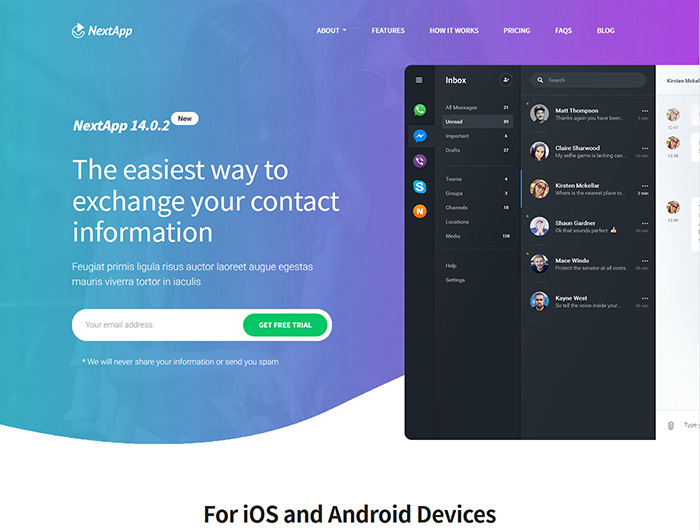 NextApp
ABOUT
FEATURES
HOW IT WORKS
PRICING
FAQS
BLOG
NextApp 14.0.2
New
The easiest way to
exchange your contact
information
Feugiat primis ligula risus auctor laoreet augue egestas
mauris viverra tortor in iaculis
Your email address
GET FREE TRIAL
* We will never share your information or send you spam
Inbox
All Messages 21
Unread 89
Important 6
Drafts 27
Teams 4
Groups 3
Channels 18
Locations
Media 138
Help
Settings
N
Search
Matt Thompson
Thanks again you have been...
5 min
Claire Sharwood
My selfie game is lacking can...
Kirsten Mckellar
Where is the nearest place to...
2 min
Shaun Gardner
Ok that sounds perfect
Mace Windu
Protect the senator at all costs
Kayne West
So tell the voice inside your...
Kirsten Mckellar
12:47
12:38
12:40
Type
For iOS and Android Devices